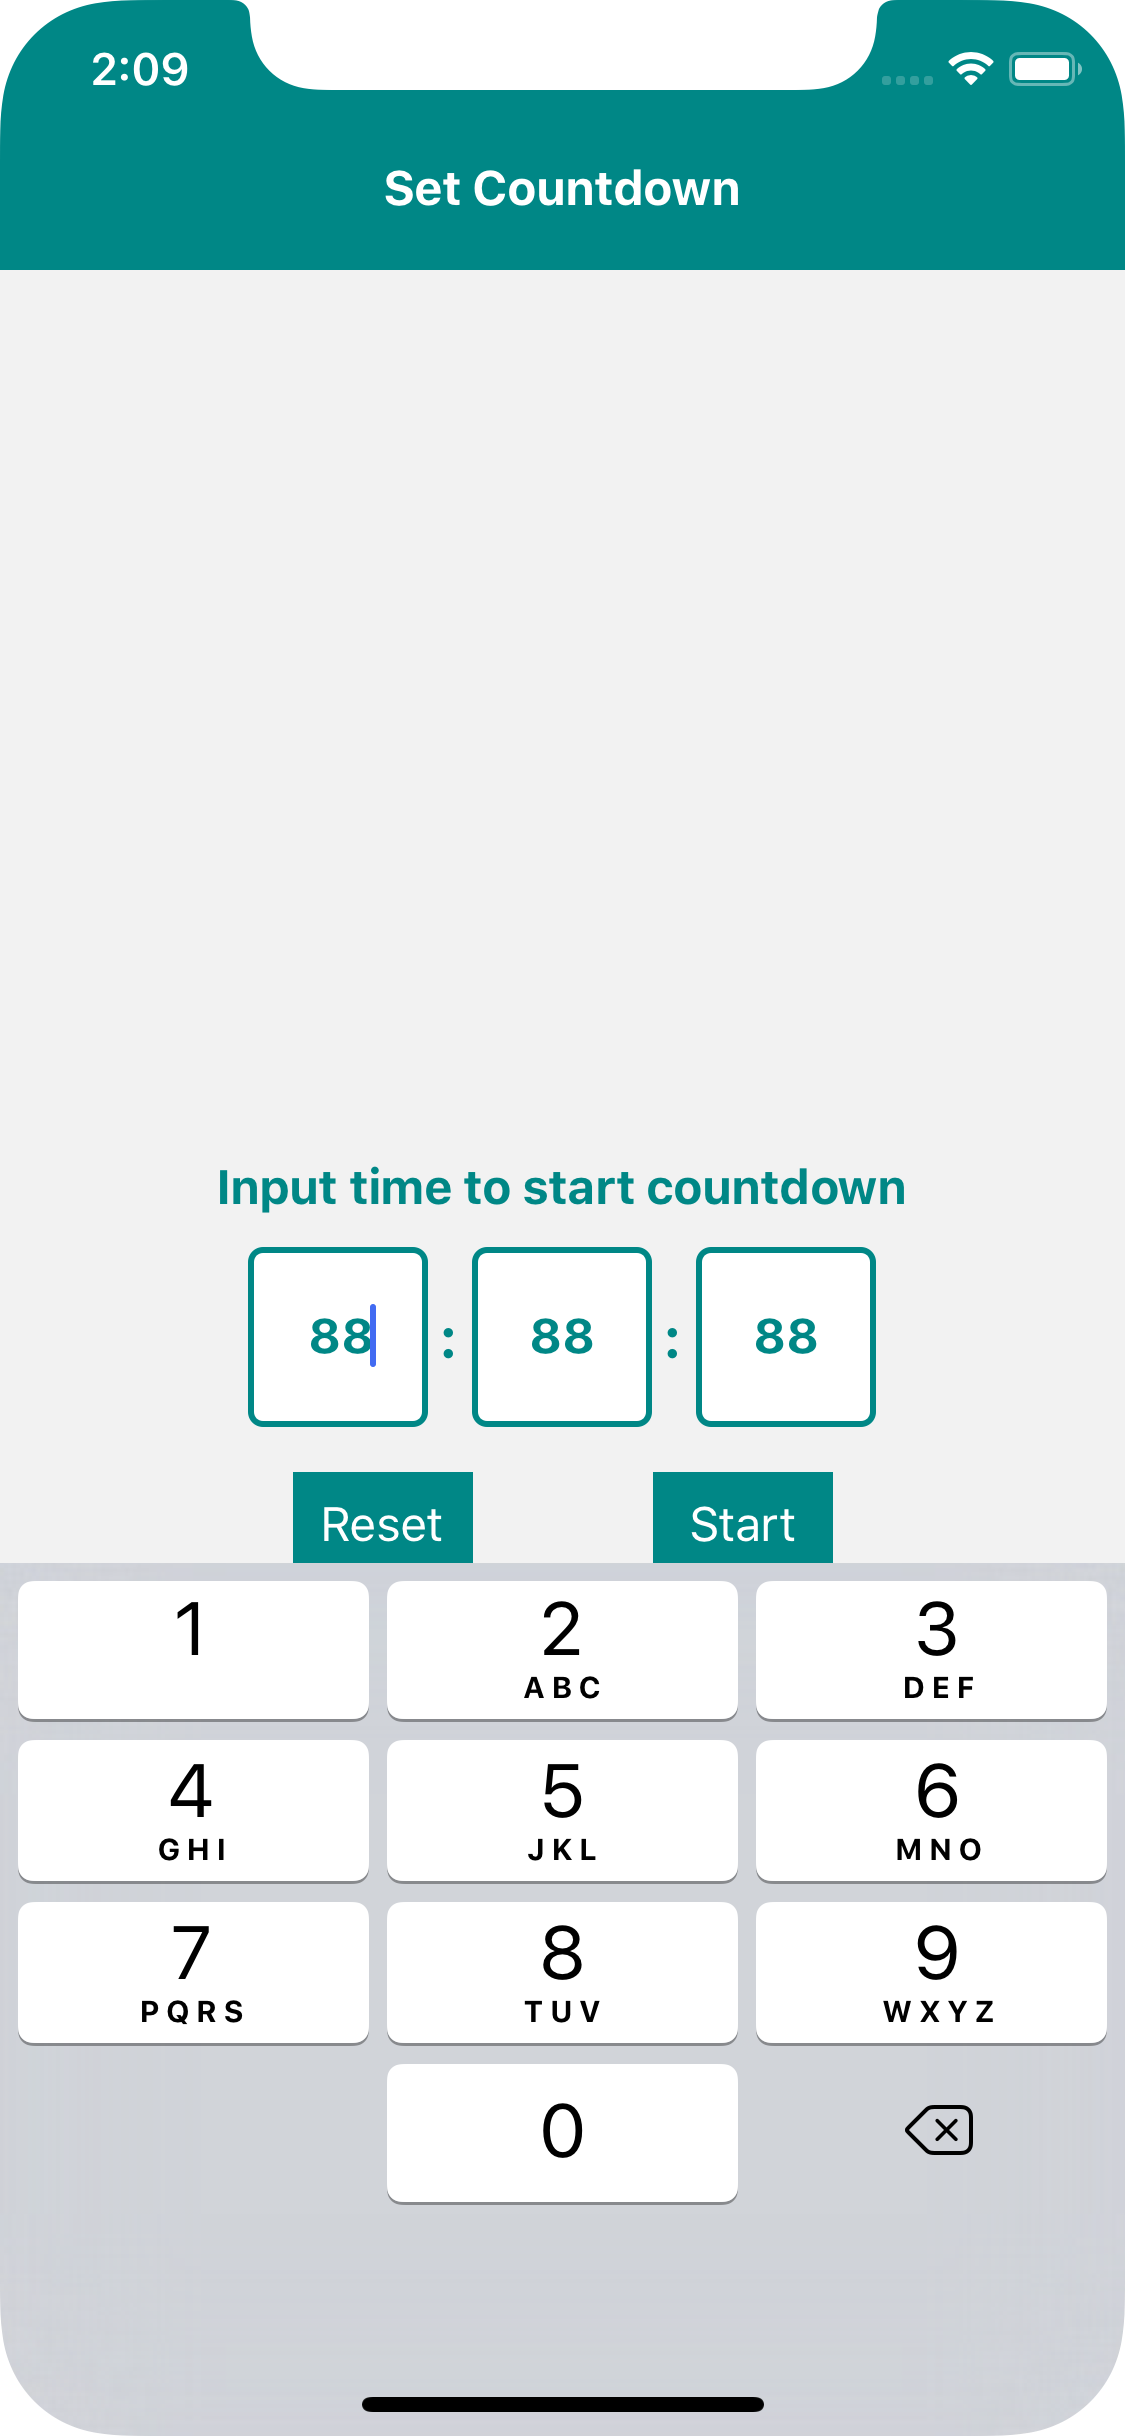 2:09
Set Countdown
Input time to start countdown
88 : 88 : 88
Reset Start
1 2 3
ABC DEF
4 5 6
GHI JKL MNO
7 8 9
PQRS TUV WXYZ
0